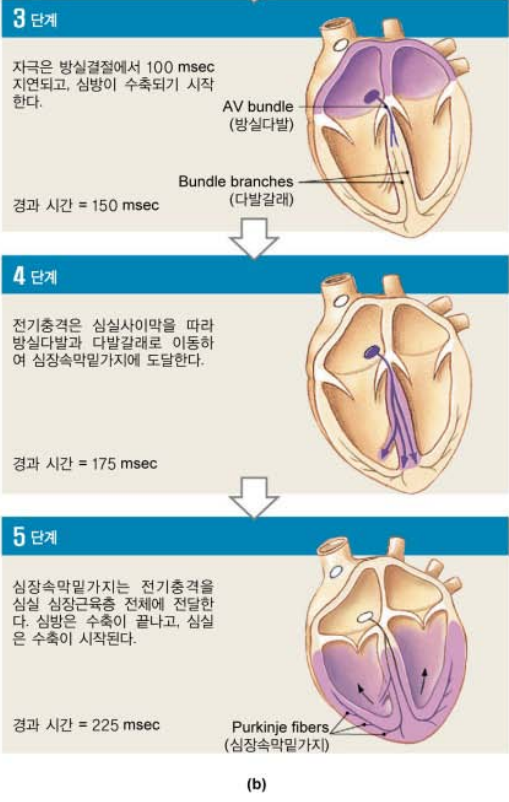 3 단계
자극은 방실결절에서 100 msec
지연되고, 심방이 수축되기 시작
한다.
AV bundle
(방실다발)
Bundle branches
(다발갈래)
경과 시간 = 150 msec
4 단계
전기충격은 심실사이막을 따라
방실다발과 다발갈래로 이동하
여 심장속막밑가지에 도달한다.
경과 시간 = 175 msec
5 단계
심장속막밑가지는 전기충격을
심실 심장근육층 전체에 전달한
다. 심방은 수축이 끝나고, 심실
은 수축이 시작된다.
경과 시간 = 225 msec
Purkinje fibers
(심장속막밑가지)
(b)